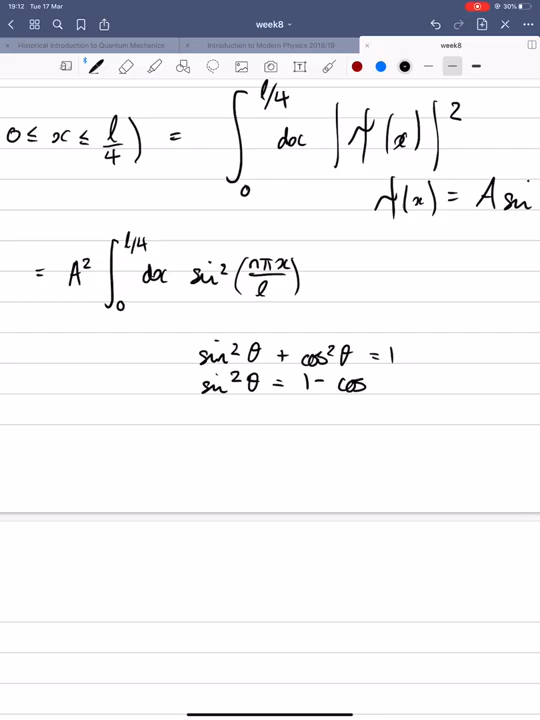 19:12 Tue 17 Mar 30%
week8
Historical Introduction to Quantum Mechanics Introduction to Modern Physics 2018/19 week8
0 ≤ x ≤ l/4) = ∫₀^{l/4} dx |ψ(x)|²
ψ(x) = A sin
= A² ∫₀^{l/4} dx sin² (nπx/l)
sin²θ + cos²θ = 1
sin²θ = 1 - cos